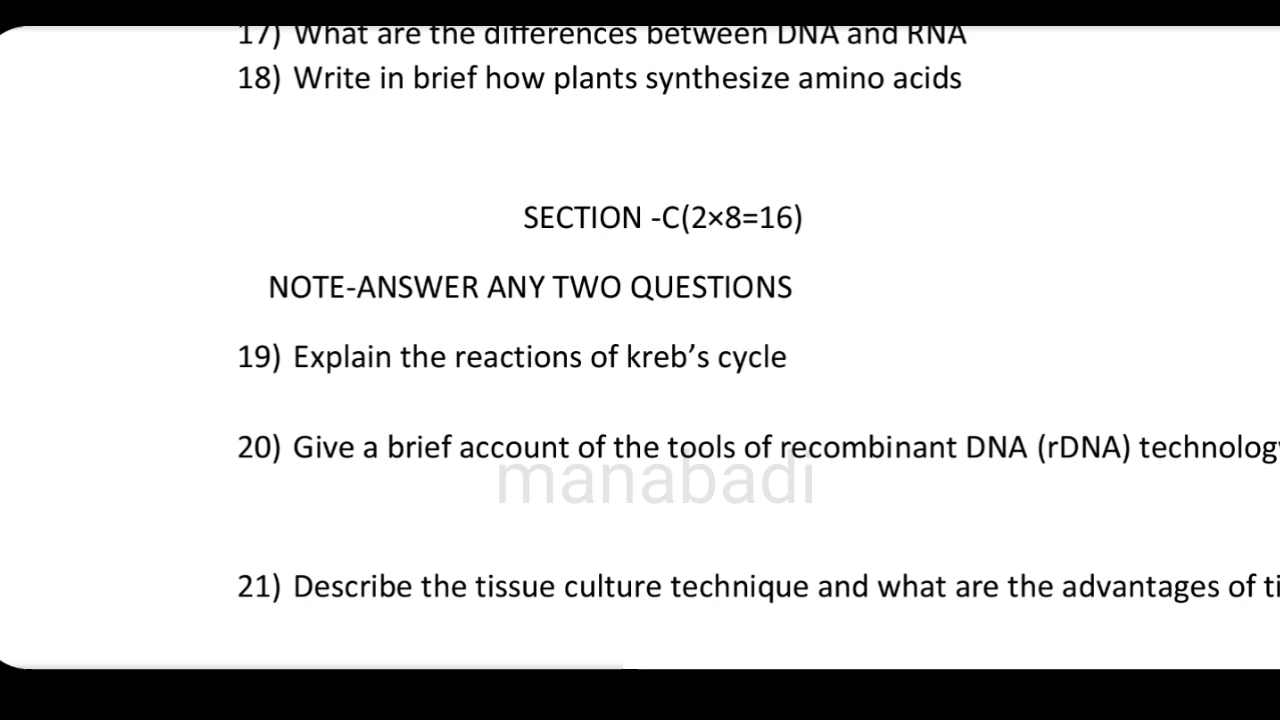 17) What are the differences between DNA and RNA
18) Write in brief how plants synthesize amino acids
SECTION -C(2×8=16)
NOTE-ANSWER ANY TWO QUESTIONS
19) Explain the reactions of kreb’s cycle
20) Give a brief account of the tools of recombinant DNA (rDNA) technology
manabadi
21) Describe the tissue culture technique and what are the advantages of ti